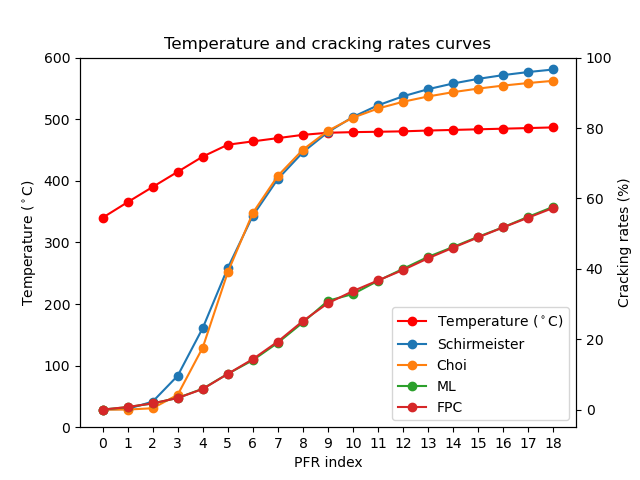 Temperature and cracking rates curves
600
500
400
300
200
100
0
Temperature (°C)
100
80
60
40
20
0
Cracking rates (%)
Temperature (°C)
Schirmeister
Choi
ML
FPC
0 1 2 3 4 5 6 7 8 9 10 11 12 13 14 15 16 17 18
PFR index